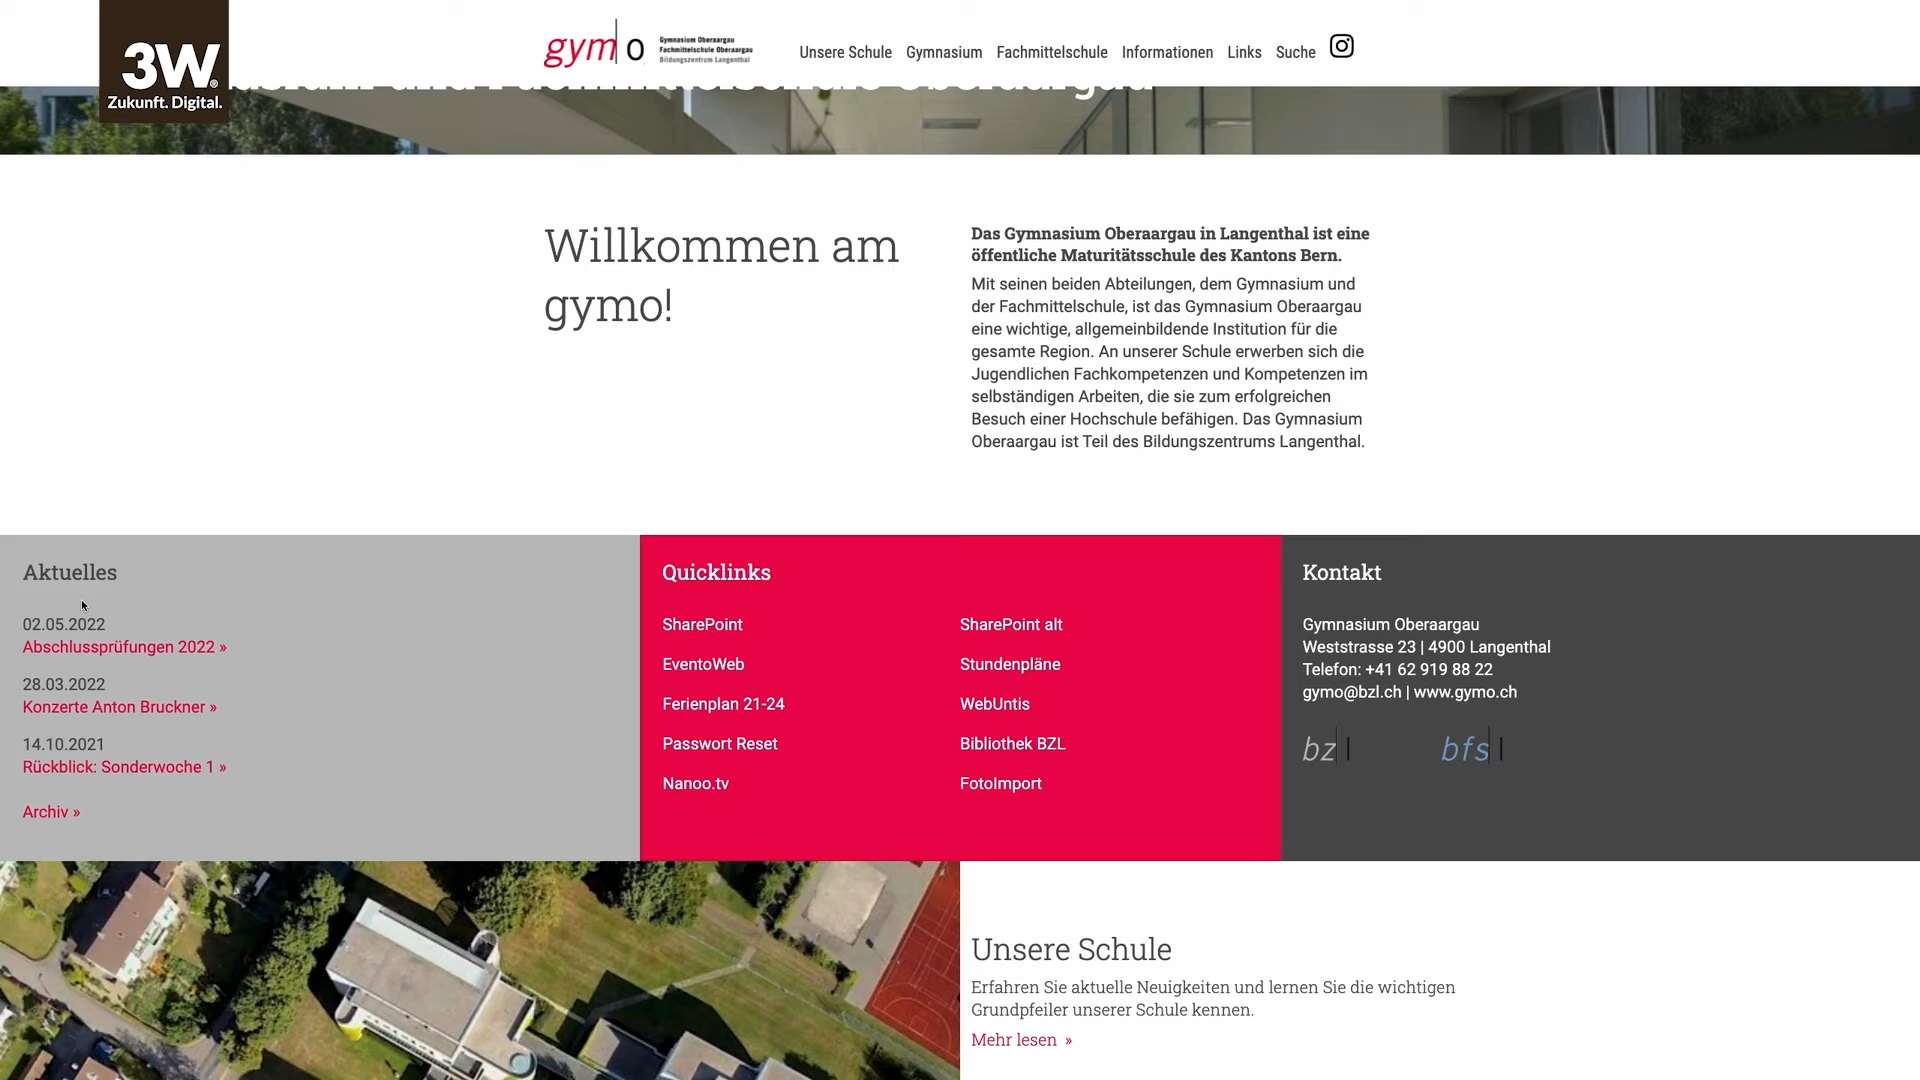 3W
Zukunft. Digital.
gym o
Gymnasium Oberaargau
Fachmittelschule Oberaargau
Bildungszentrum Langenthal
Unsere Schule
Gymnasium
Fachmittelschule
Informationen
Links
Suche
Willkommen am
gymo!
Das Gymnasium Oberaargau in Langenthal ist eine
öffentliche Maturitätsschule des Kantons Bern.
Mit seinen beiden Abteilungen, dem Gymnasium und
der Fachmittelschule, ist das Gymnasium Oberaargau
eine wichtige, allgemeinbildende Institution für die
gesamte Region. An unserer Schule erwerben sich die
Jugendlichen Fachkompetenzen und Kompetenzen im
selbständigen Arbeiten, die sie zum erfolgreichen
Besuch einer Hochschule befähigen. Das Gymnasium
Oberaargau ist Teil des Bildungszentrums Langenthal.
Aktuelles
02.05.2022
Abschlussprüfungen 2022 »
28.03.2022
Konzerte Anton Bruckner »
14.10.2021
Rückblick: Sonderwoche 1 »
Archiv »
Quicklinks
SharePoint
EventoWeb
Ferienplan 21-24
Passwort Reset
Nanoo.tv
SharePoint alt
Stundenpläne
WebUntis
Bibliothek BZL
FotoImport
Kontakt
Gymnasium Oberaargau
Weststrasse 23 | 4900 Langenthal
Telefon: +41 62 919 88 22
gymo@bzl.ch | www.gymo.ch
bz l
bfs l
Unsere Schule
Erfahren Sie aktuelle Neuigkeiten und lernen Sie die wichtigen
Grundpfeiler unserer Schule kennen.
Mehr lesen »